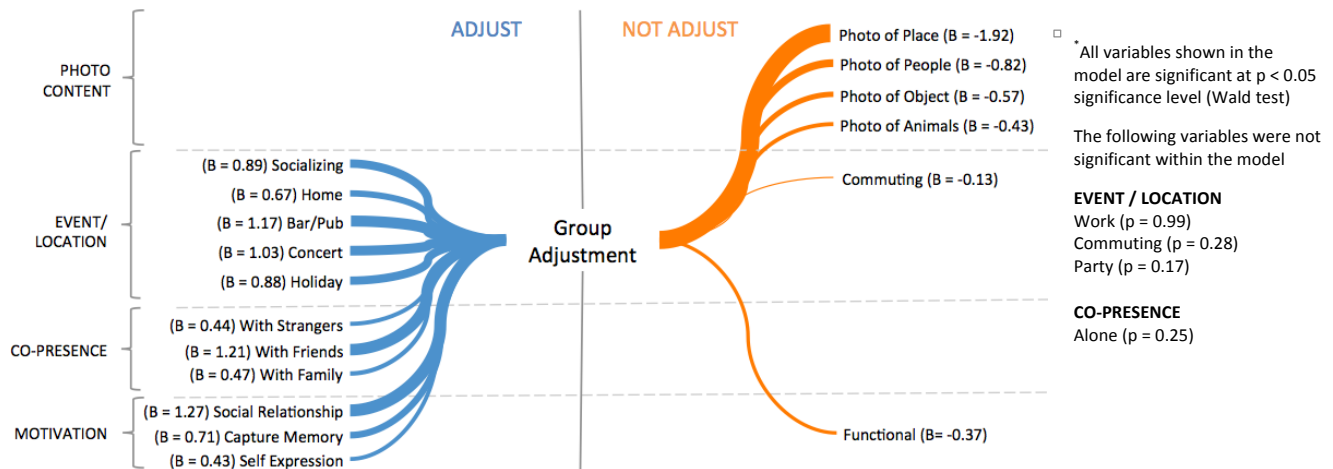 ADJUST
NOT ADJUST
PHOTO
CONTENT
Photo of Place (B = -1.92)
Photo of People (B = -0.82)
Photo of Object (B = -0.57)
Photo of Animals (B = -0.43)
EVENT/
LOCATION
(B = 0.89) Socializing
(B = 0.67) Home
(B = 1.17) Bar/Pub
(B = 1.03) Concert
(B = 0.88) Holiday
Commuting (B = -0.13)
Group
Adjustment
CO-PRESENCE
(B = 0.44) With Strangers
(B = 1.21) With Friends
(B = 0.47) With Family
MOTIVATION
(B = 1.27) Social Relationship
(B = 0.71) Capture Memory
(B = 0.43) Self Expression
Functional (B= -0.37)
*All variables shown in the
model are significant at p < 0.05
significance level (Wald test)
The following variables were not
significant within the model
EVENT / LOCATION
Work (p = 0.99)
Commuting (p = 0.28)
Party (p = 0.17)
CO-PRESENCE
Alone (p = 0.25)